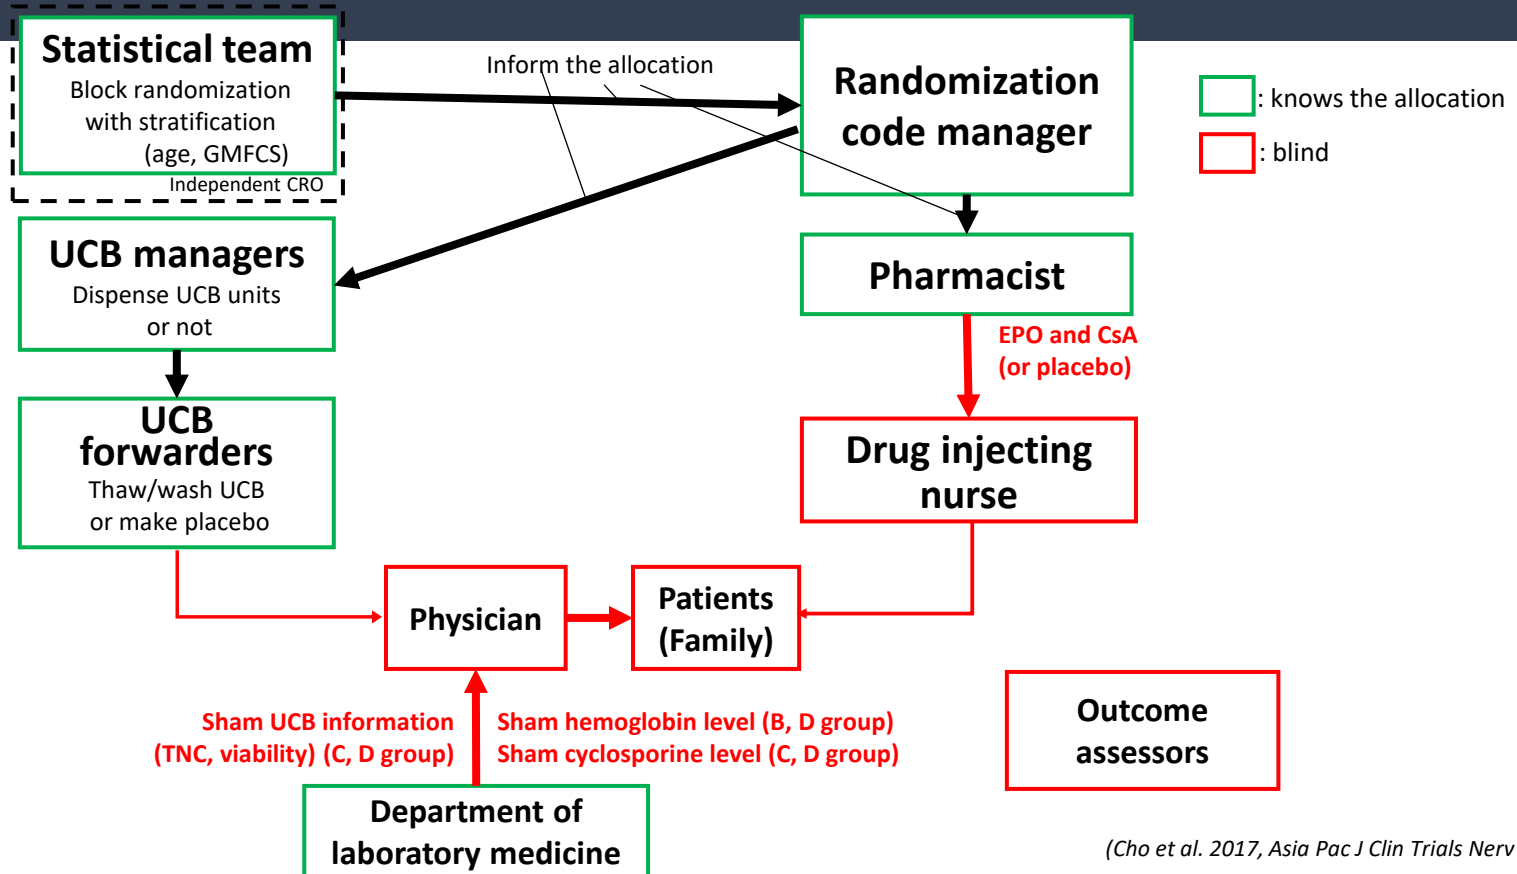 Statistical team
Block randomization
with stratification
(age, GMFCS)
Independent CRO
Inform the allocation
Randomization
code manager
: knows the allocation
: blind
UCB managers
Dispense UCB units
or not
Pharmacist
EPO and CsA
(or placebo)
UCB
forwarders
Thaw/wash UCB
or make placebo
Drug injecting
nurse
Physician
Patients
(Family)
Sham UCB information
(TNC, viability) (C, D group)
Sham hemoglobin level (B, D group)
Sham cyclosporine level (C, D group)
Outcome
assessors
Department of
laboratory medicine
(Cho et al. 2017, Asia Pac J Clin Trials Nerv